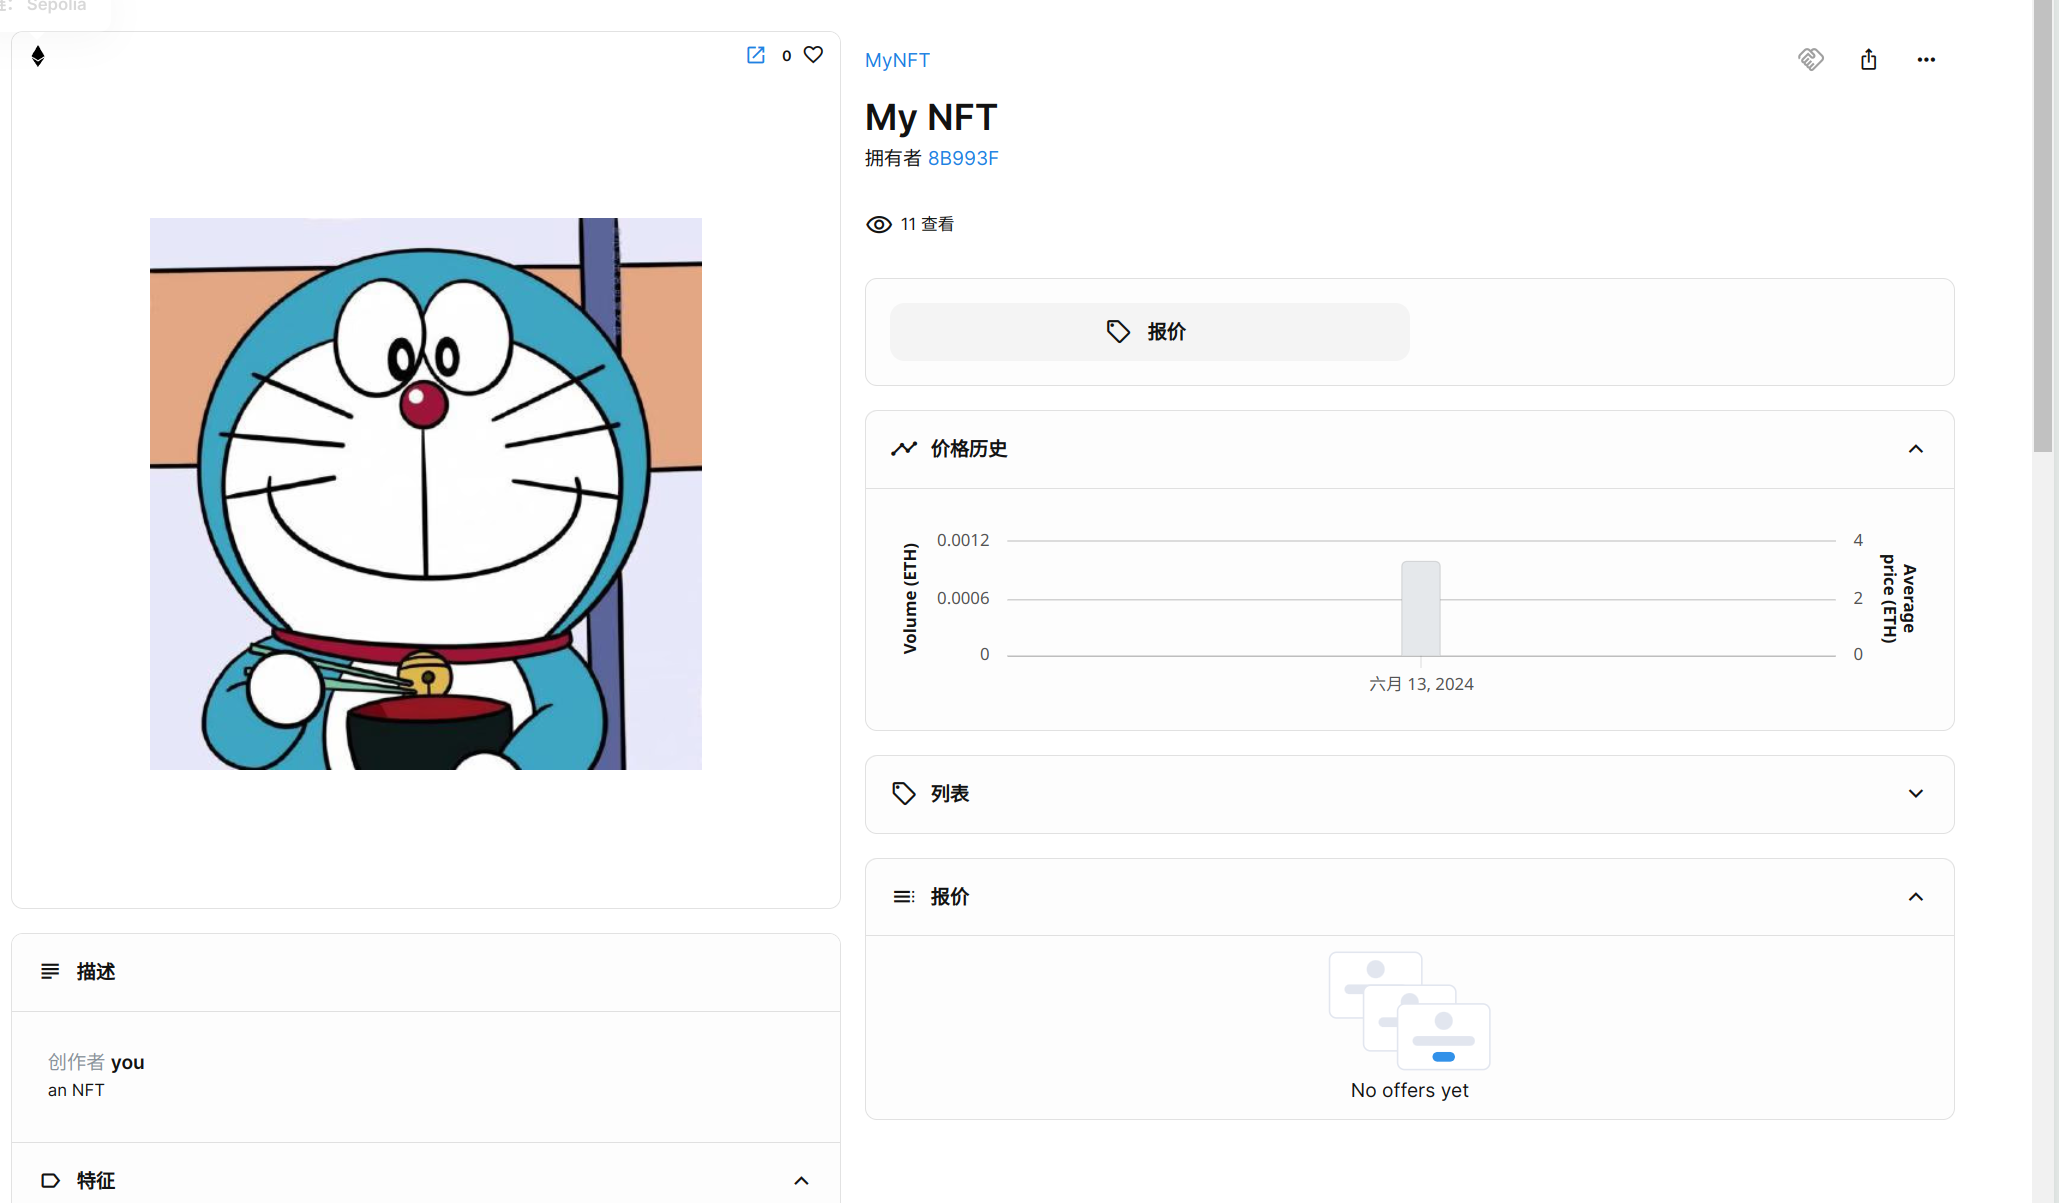 Sepolia
0
MyNFT
My NFT
拥有者 8B993F
11 查看
报价
价格历史
Volume (ETH)
0.0012
0.0006
0
4
2
0
Average
price (ETH)
六月 13, 2024
列表
报价
No offers yet
描述
创作者 you
an NFT
特征